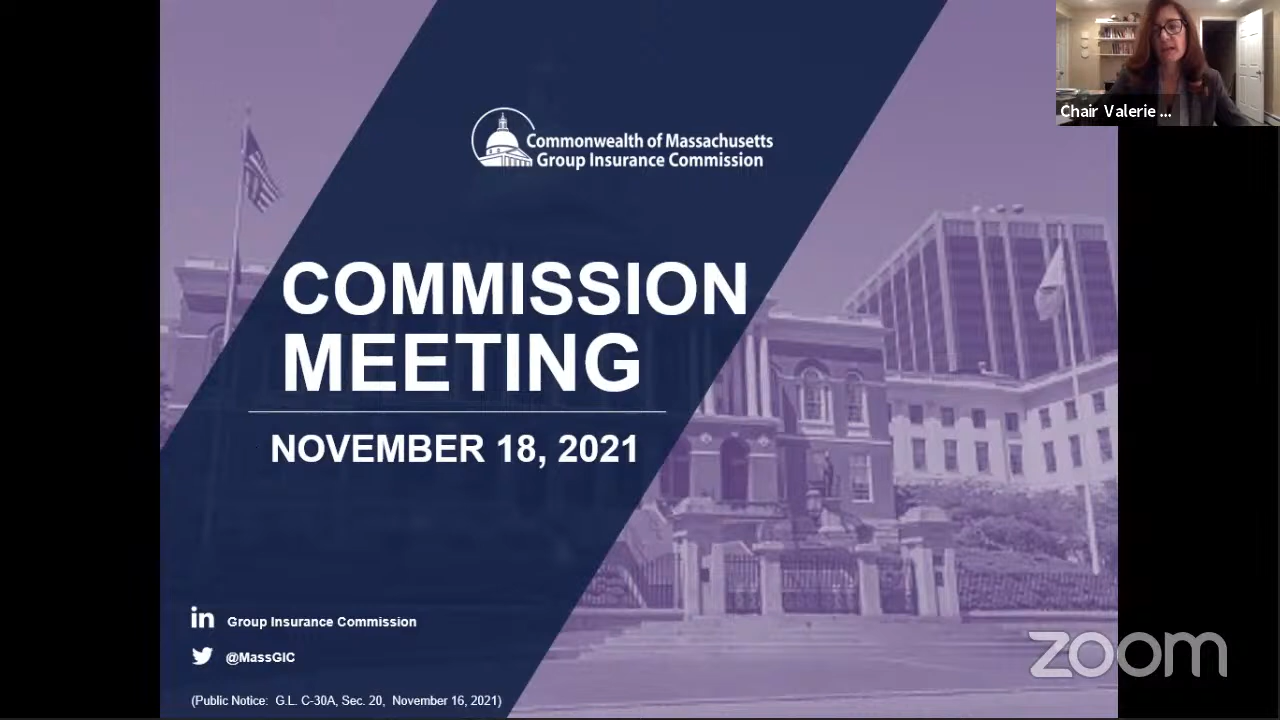 Chair Valerie ...
Commonwealth of Massachusetts
Group Insurance Commission
COMMISSION
MEETING
NOVEMBER 18, 2021
in Group Insurance Commission
@MassGIC
(Public Notice: G.L. C-30A, Sec. 20, November 16, 2021)
zoom